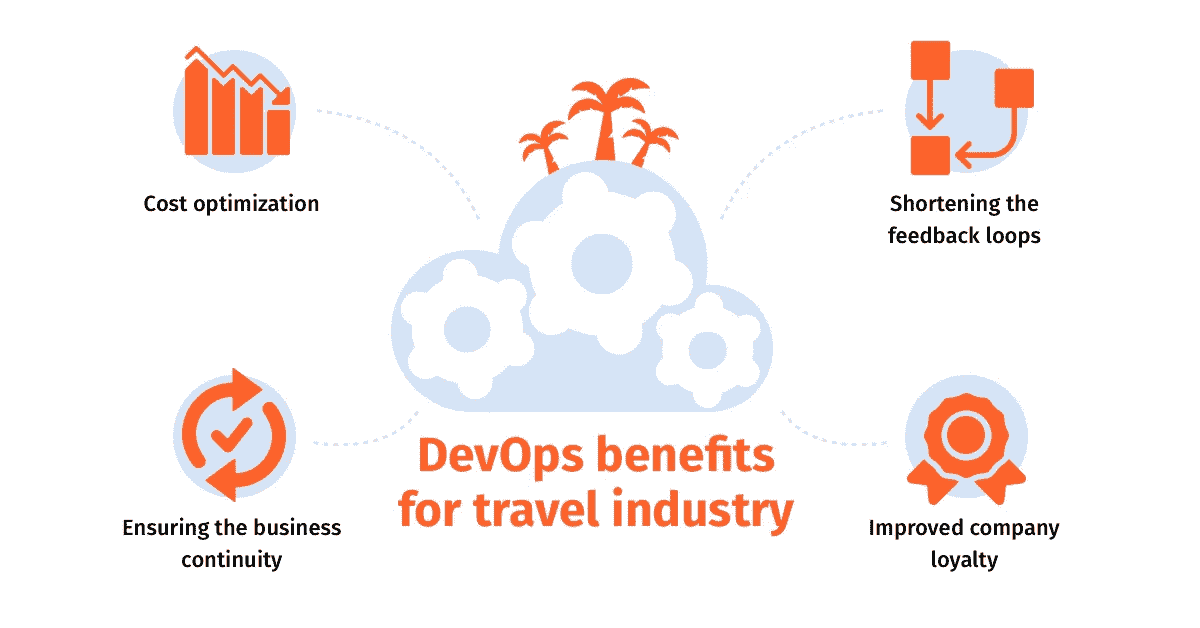 Cost optimization
Shortening the
feedback loops
DevOps benefits
for travel industry
Ensuring the business
continuity
Improved company
loyalty